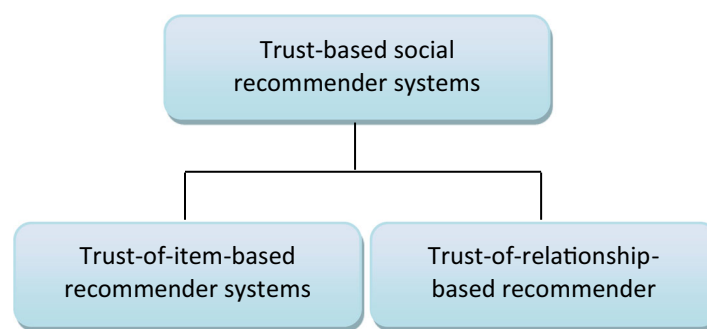 Trust-based social
recommender systems
Trust-of-item-based
recommender systems
Trust-of-relationship-
based recommender